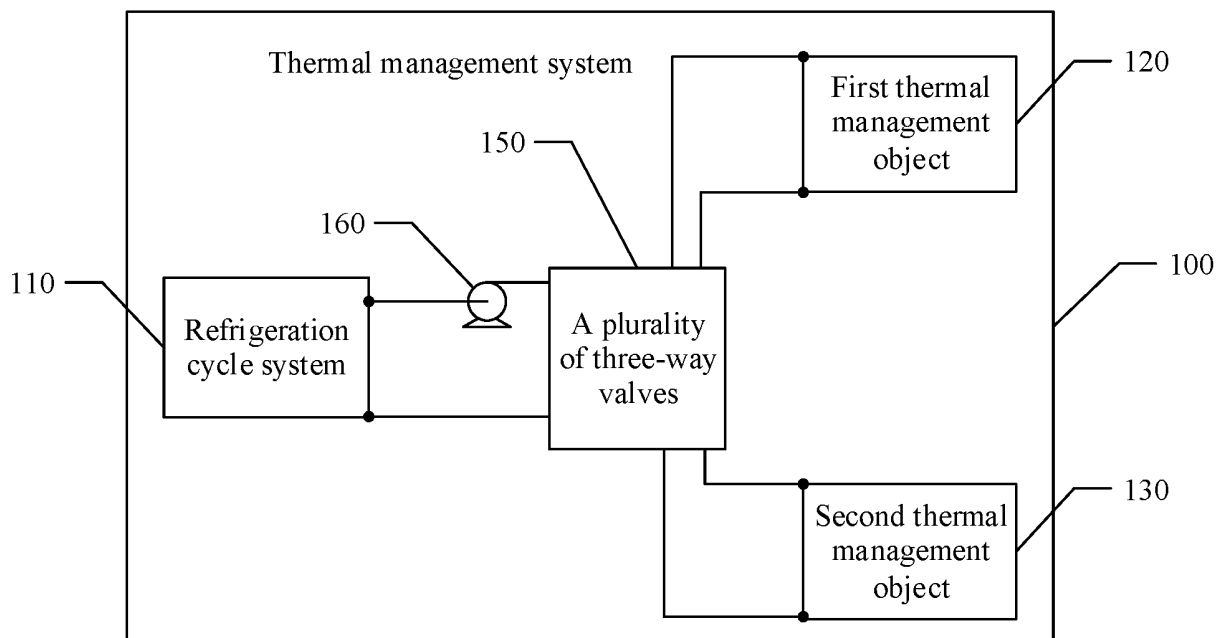 Thermal management system
120
First thermal
management
object
150
160
100
110
Refrigeration
cycle system
A plurality
of three-way
valves
130
Second thermal
management
object